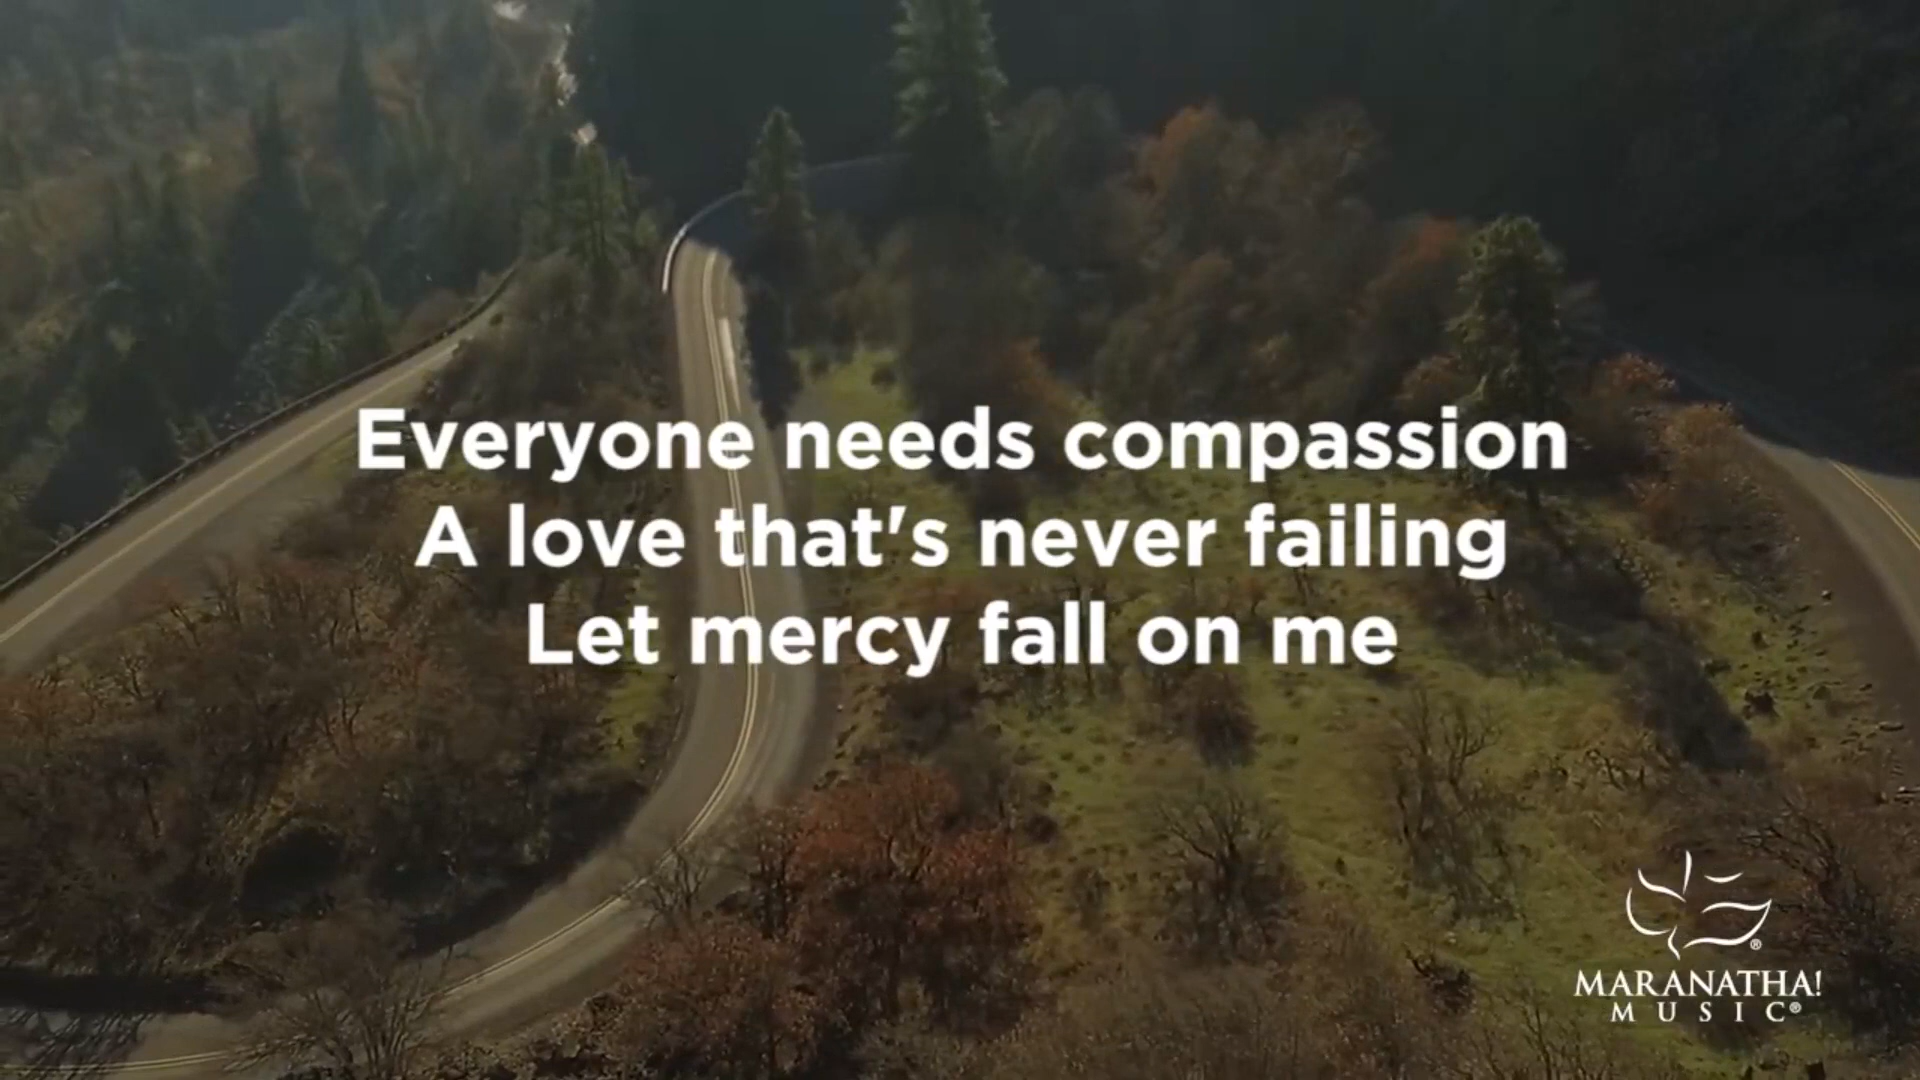 Everyone needs compassion
A love that's never failing
Let mercy fall on me
®
MARANATHA!
MUSIC®